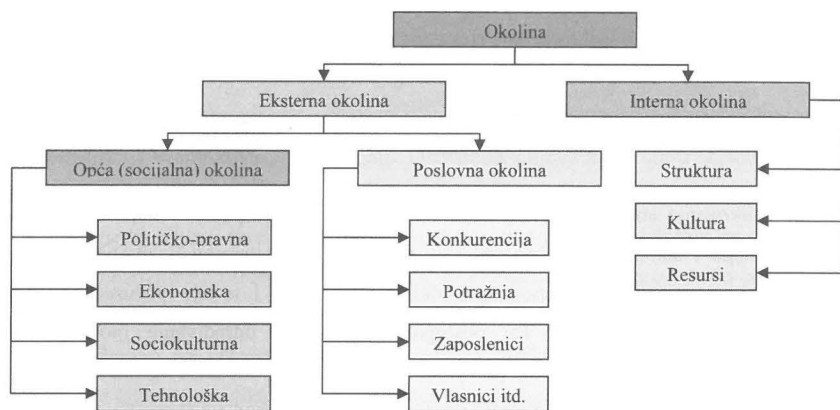 Okolina
Eksterna okolina
Interna okolina
Opća (socijalna) okolina
Poslovna okolina
Struktura
Političko-pravna
Konkurencija
Kultura
Ekonomska
Potražnja
Resursi
Sociokulturna
Zaposlenici
Tehnološka
Vlasnici itd.